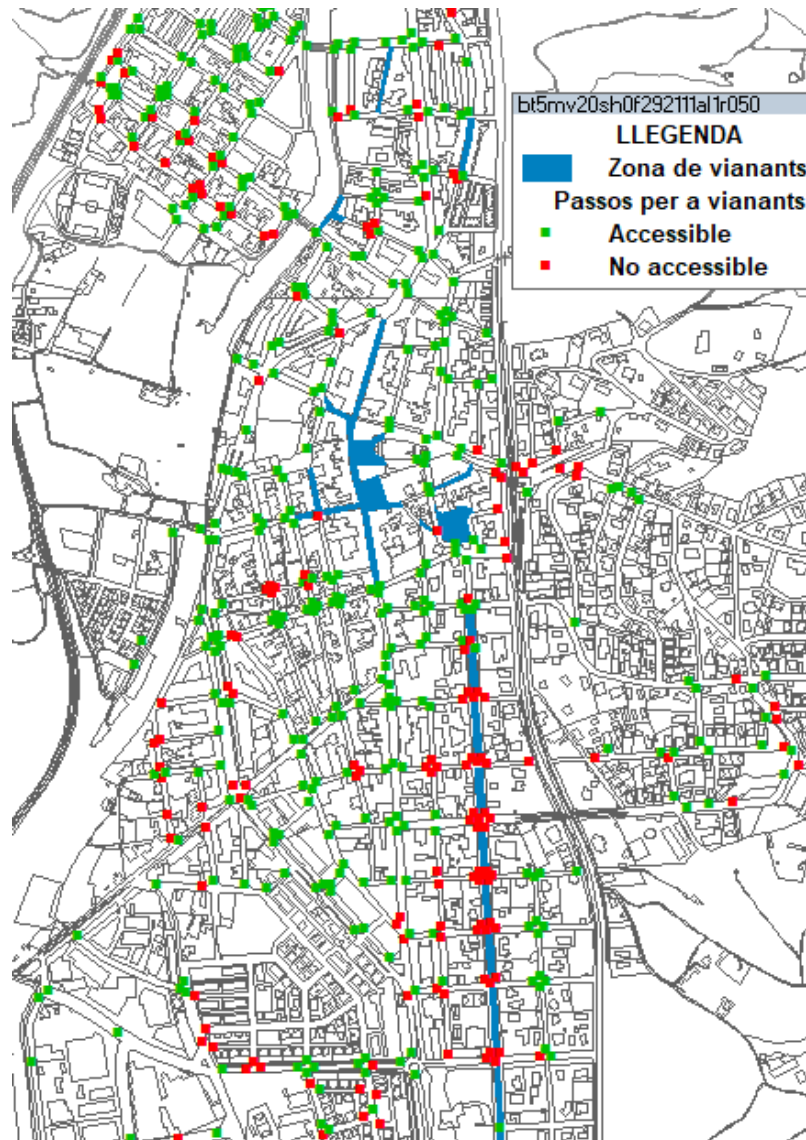 bt5mv20sh0f292111al1r050
LLEGENDA
Zona de vianants
Passos per a vianants
Accessible
No accessible